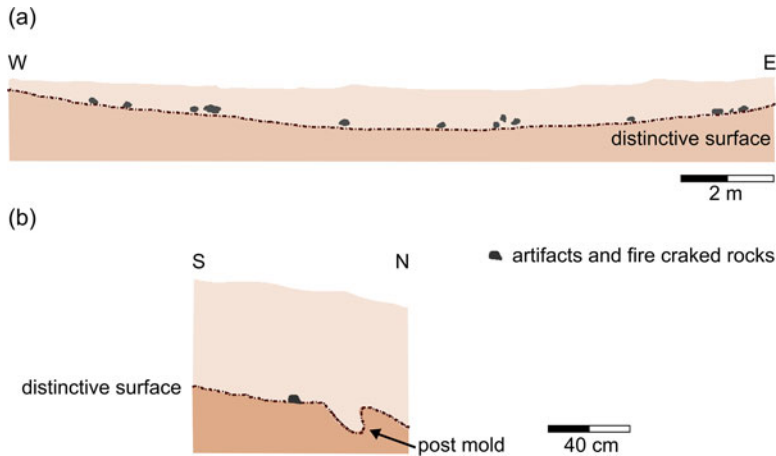 (a)
W
E
distinctive surface
2 m
(b)
S
N
artifacts and fire craked rocks
distinctive surface
post mold
40 cm